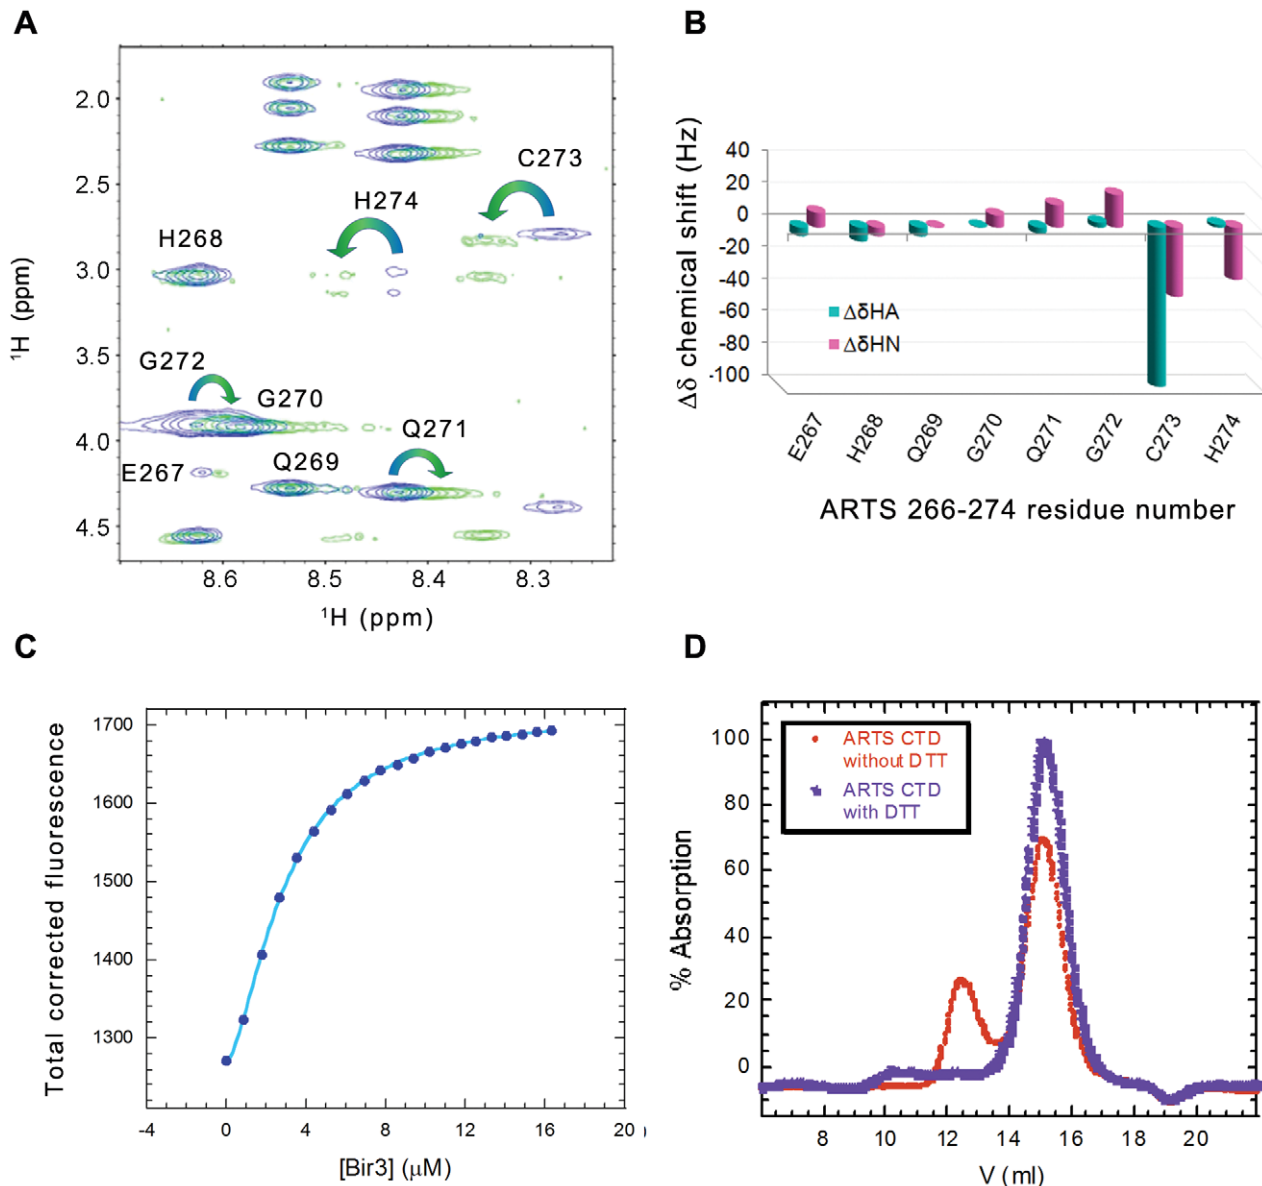 A
B
2.0
2.5
3.0
3.5
4.0
4.5
¹H (ppm)
C273
H274
H268
G272
G270
Q271
E267
Q269
8.6
8.5
8.4
8.3
¹H (ppm)
Δδ chemical shift (Hz)
40
20
0
-20
-40
-60
-80
-100
ΔδHA
ΔδHN
E267
H268
Q269
G270
Q271
G272
C273
H274
ARTS 266-274 residue number
C
D
Total corrected fluorescence
1700
1600
1500
1400
1300
-4
0
4
8
12
16
20
[Bir3] (μM)
% Absorption
100
80
60
40
20
0
ARTS CTD
without DTT
ARTS CTD
with DTT
8
10
12
14
16
18
20
V (ml)